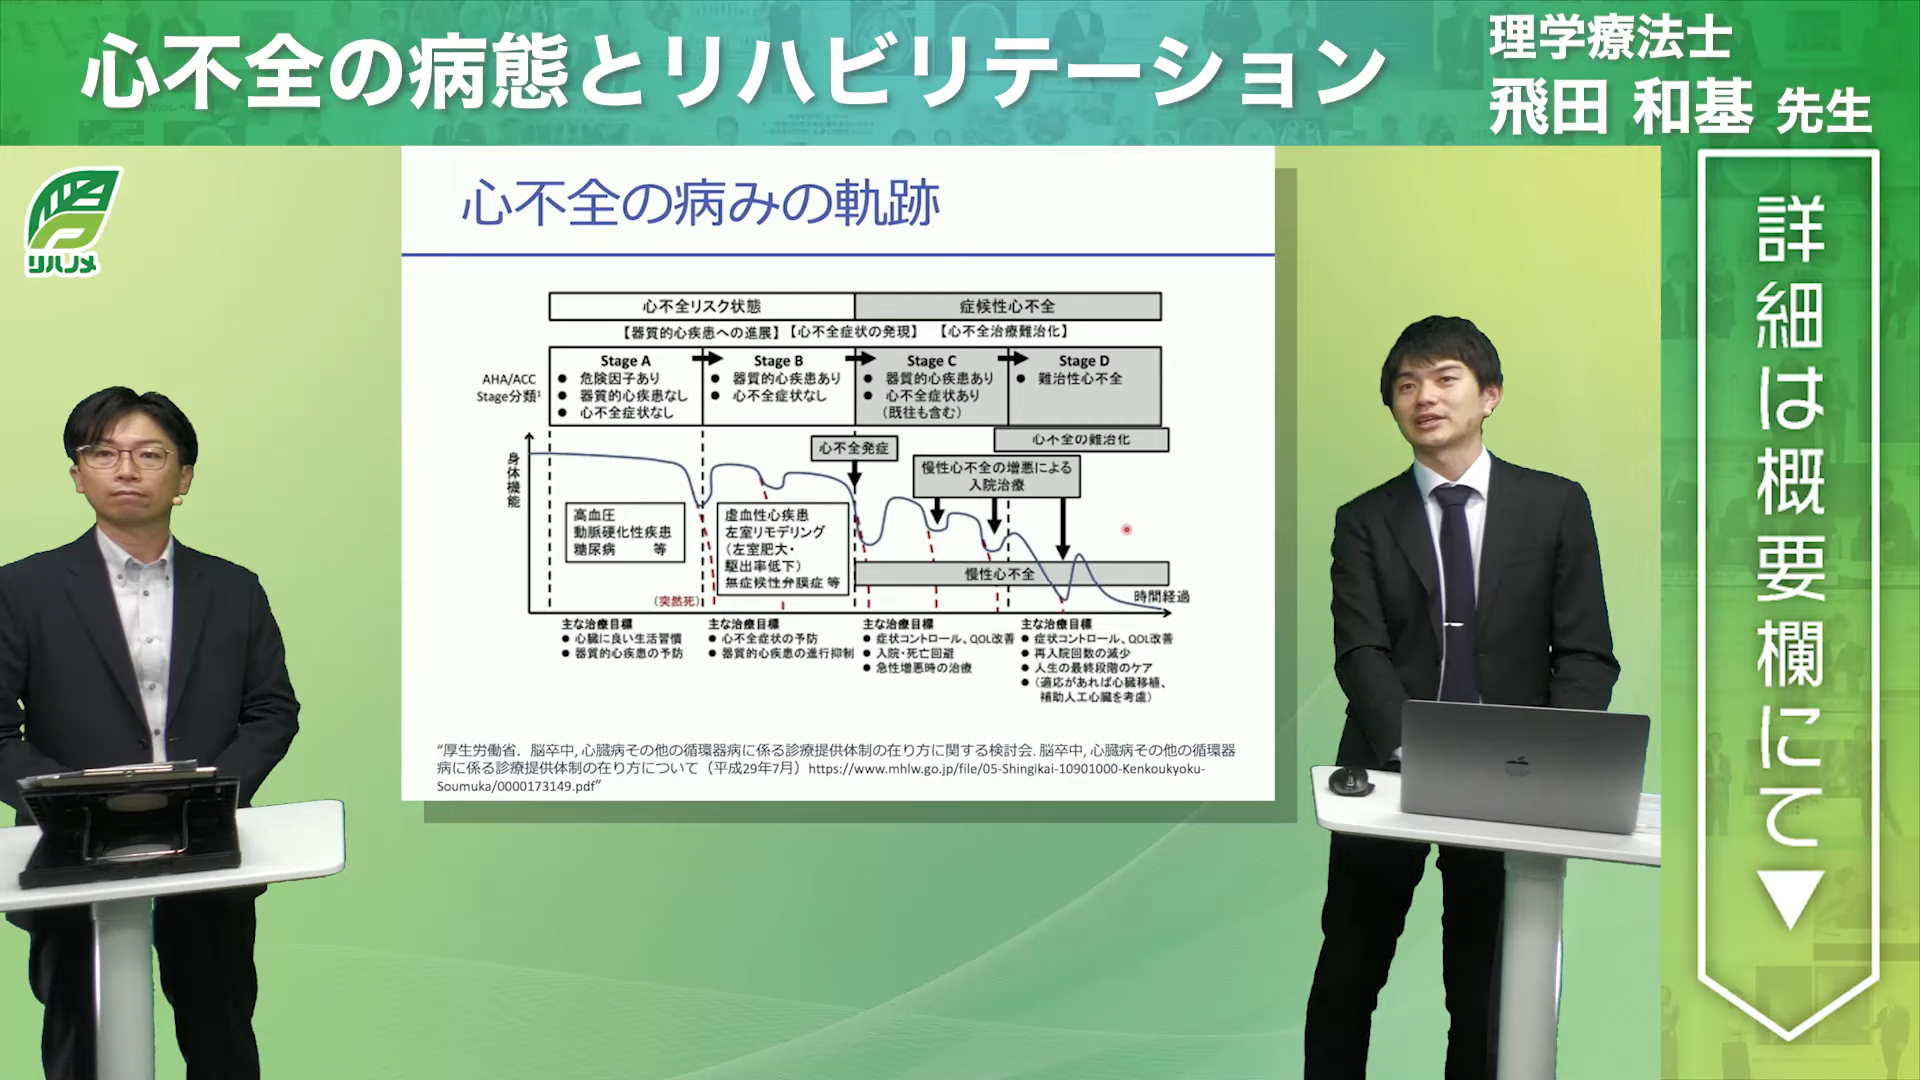 心不全の病態とリハビリテーション
理学療法士
飛田 和基 先生
リハノメ
詳細は概要欄にて▼
心不全の病みの軌跡
心不全リスク状態
症候性心不全
【器質的心疾患への進展】【心不全症状の発現】 【心不全治療難治化】
AHA/ACC
Stage分類¹
Stage A
● 危険因子あり
● 器質的心疾患なし
● 心不全症状なし
Stage B
● 器質的心疾患あり
● 心不全症状なし
Stage C
● 器質的心疾患あり
● 心不全症状あり
(既往も含む)
Stage D
● 難治性心不全
心不全の難治化
心不全発症
慢性心不全の増悪による
入院治療
身体機能
高血圧
動脈硬化性疾患
糖尿病 等
虚血性心疾患
左室リモデリング
(左室肥大・
駆出率低下)
無症候性弁膜症 等
慢性心不全
(突然死)
時間経過
主な治療目標
● 心臓に良い生活習慣
● 器質的心疾患の予防
主な治療目標
● 心不全症状の予防
● 器質的心疾患の進行抑制
主な治療目標
● 症状コントロール、QOL改善
● 入院・死亡回避
● 急性増悪時の治療
主な治療目標
● 症状コントロール、QOL改善
● 再入院回数の減少
● 人生の最終段階のケア
● (適応があれば心臓移植、
補助人工心臓を考慮)
“厚生労働省. 脳卒中, 心臓病その他の循環器病に係る診療提供体制の在り方に関する検討会. 脳卒中, 心臓病その他の循環器
病に係る診療提供体制の在り方について（平成29年7月）https://www.mhlw.go.jp/file/05-Shingikai-10901000-Kenkoukyoku-
Soumuka/0000173149.pdf”